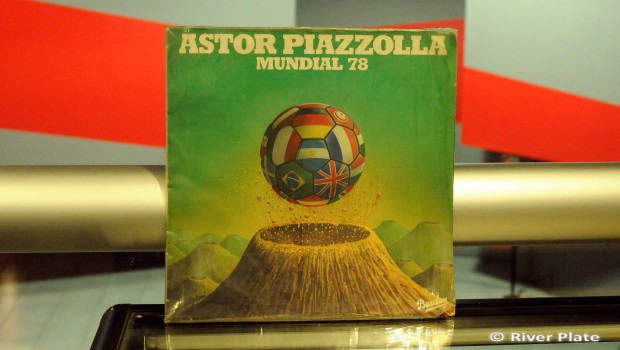 ASTOR PIAZZOLLA
MUNDIAL 78
© River Plate